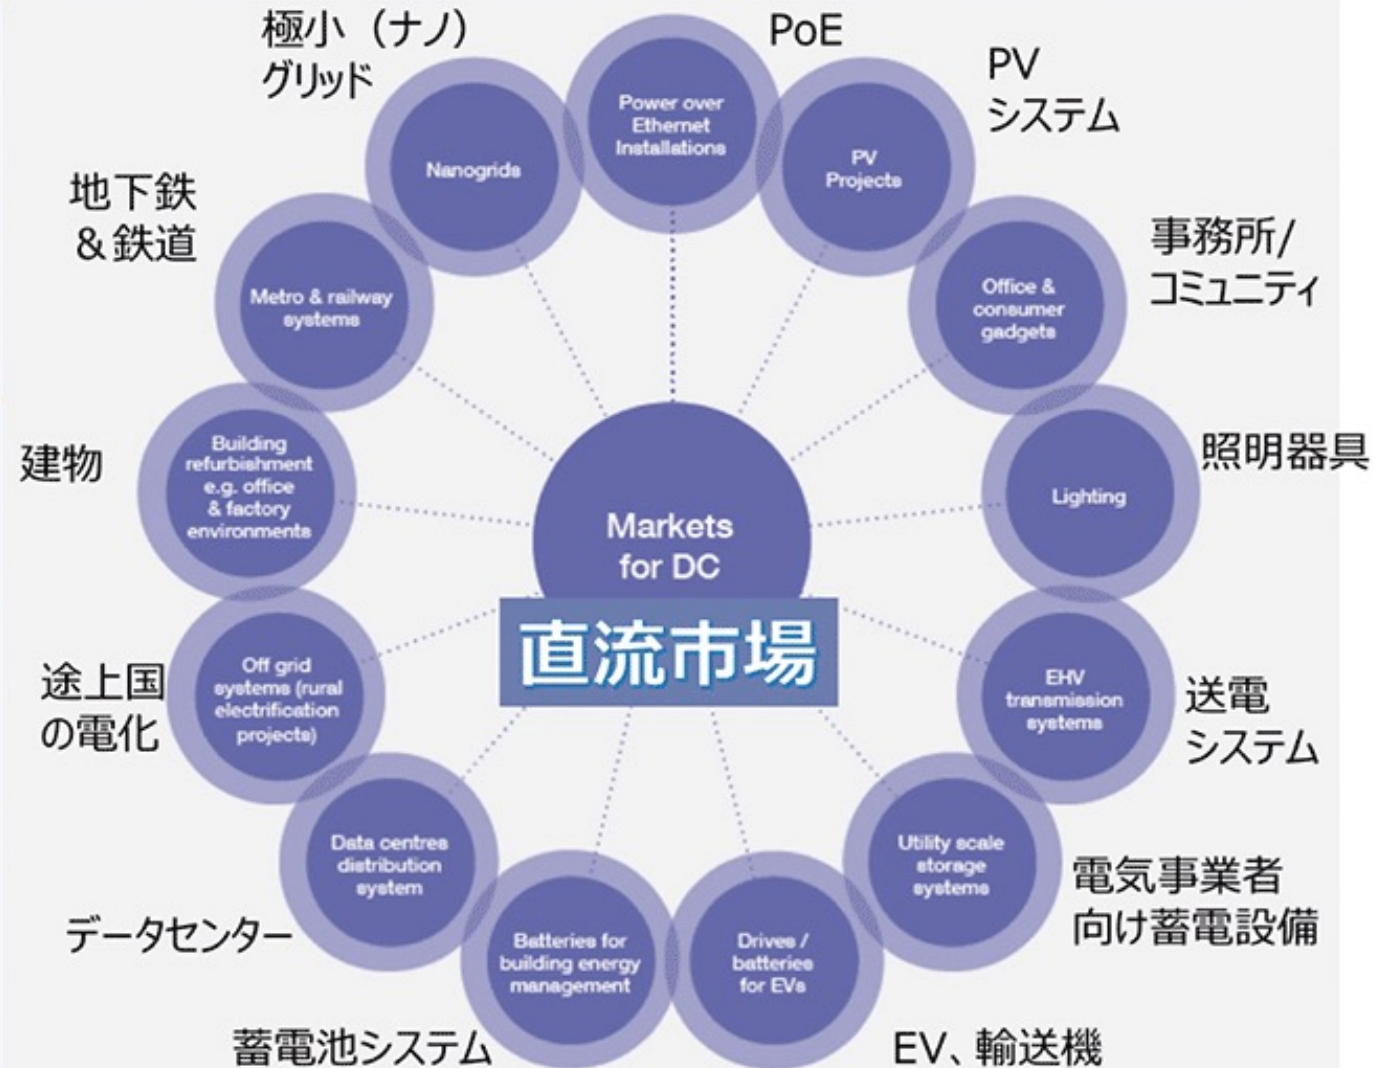 極小（ナノ）
グリッド
Nanogrids
PoE
Power over
Ethernet
Installations
PV
システム
PV
Projects
事務所/
コミュニティ
Office &
consumer
gadgets
照明器具
Lighting
送電
システム
EHV
transmission
systems
電気事業者
向け蓄電設備
Utility scale
storage
systems
EV、輸送機
Drives /
batteries
for EVs
蓄電池システム
Batteries for
building energy
management
データセンター
Data centres
distribution
system
途上国
の電化
Off grid
systems (rural
electrification
projects)
建物
Building
refurbishment
e.g. office
& factory
environments
地下鉄
＆鉄道
Metro & railway
systems
Markets
for DC
直流市場